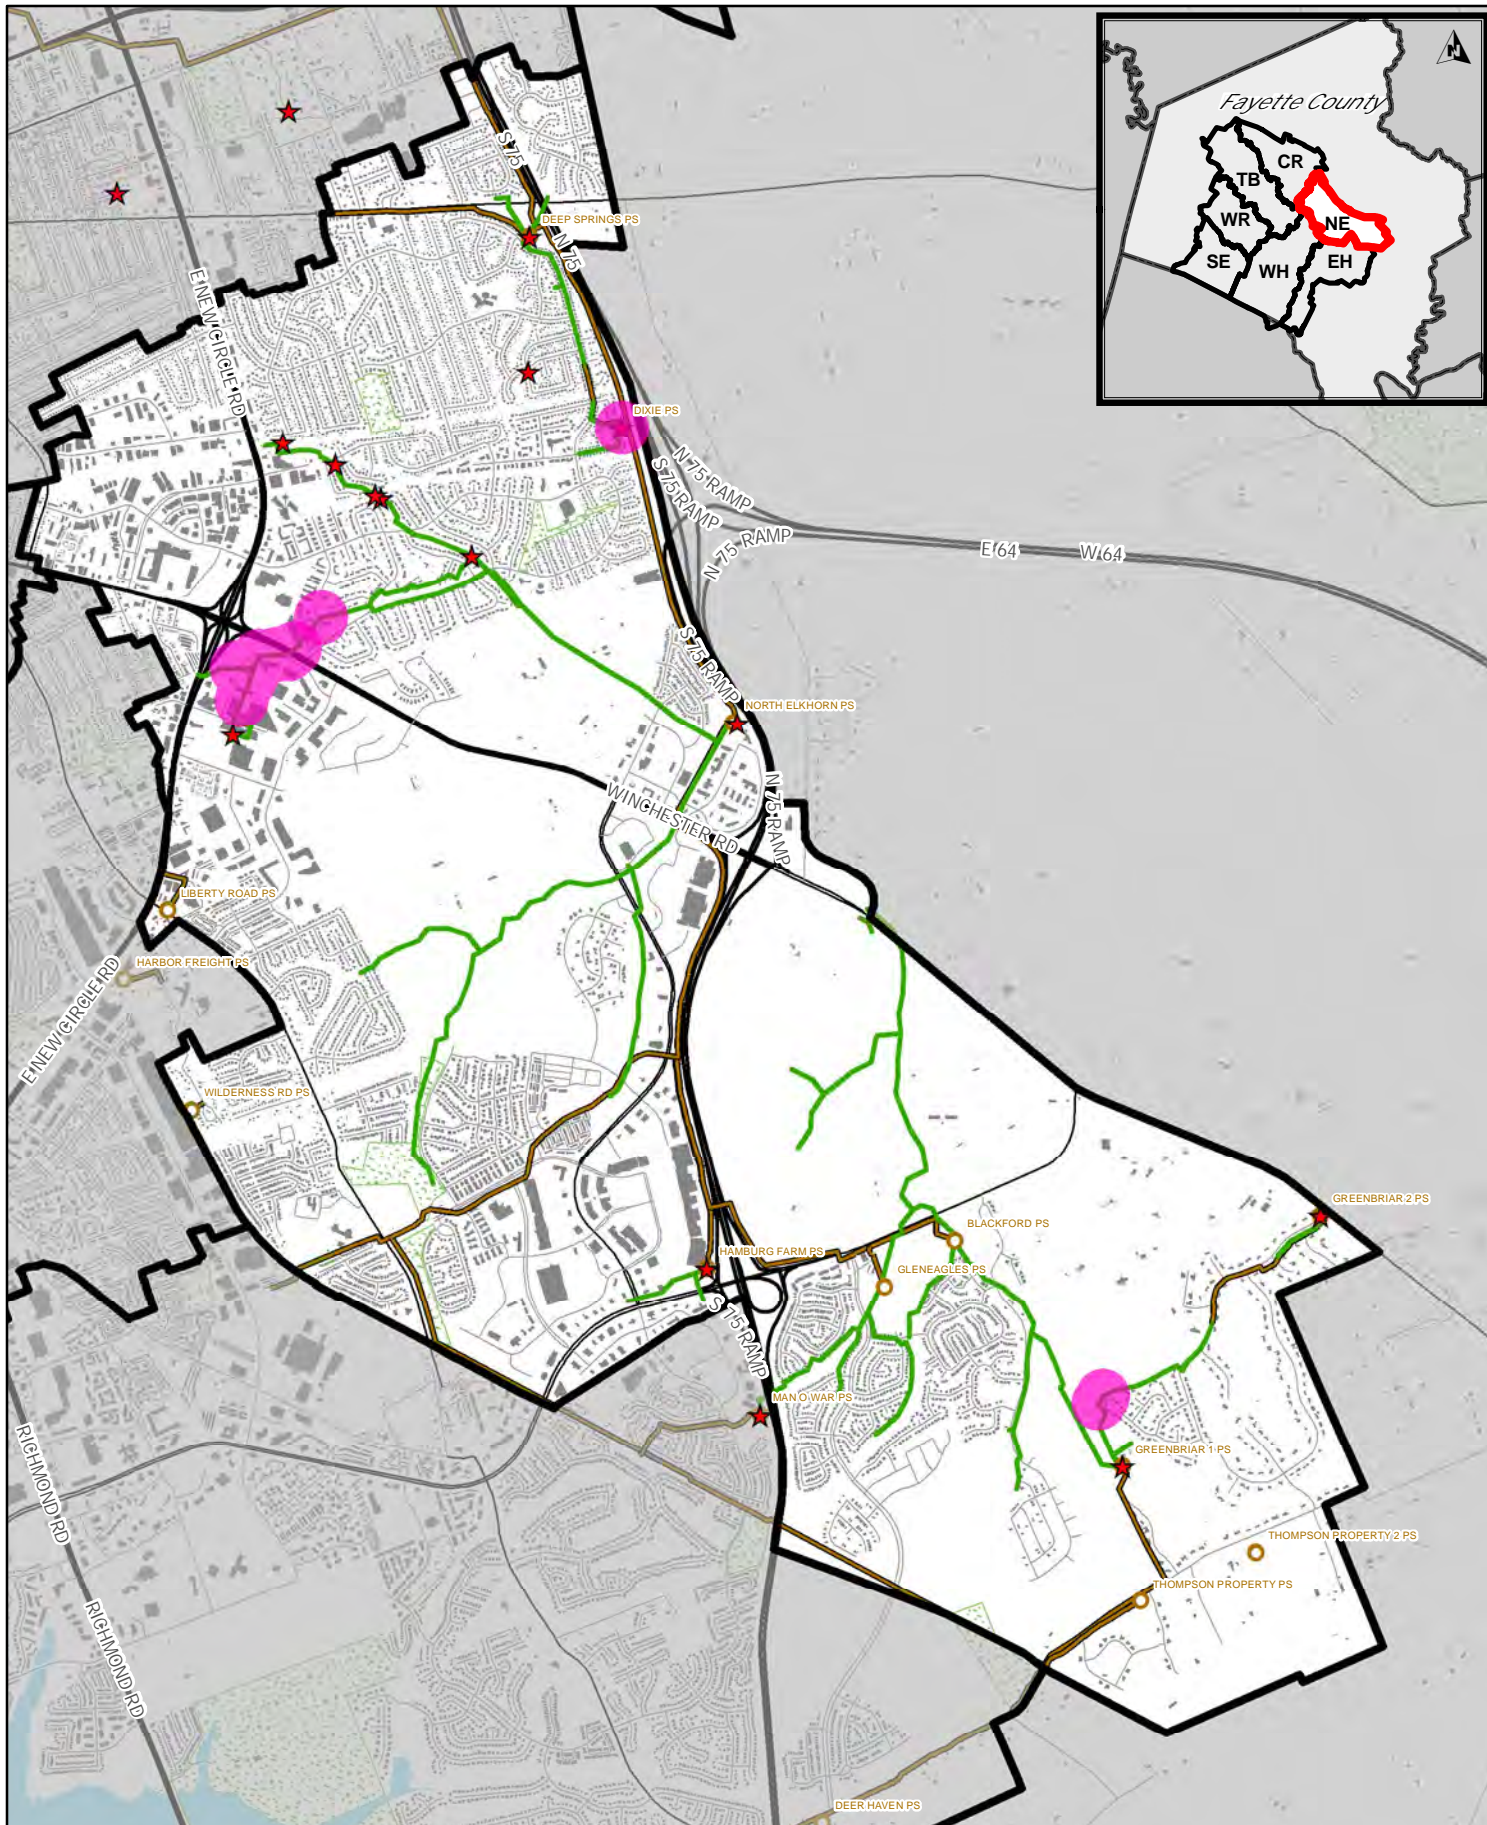 Fayette County
N
CR
TB
NE
WR
SE
WH
EH
S 75
DEEP SPRINGS PS
N 75
E NEW CIRCLE RD
DIXIE PS
N 75 RAMP
S 75 RAMP
N 75 RAMP
E 64
W 64
S 75 RAMP
NORTH ELKHORN PS
N 75 RAMP
WINCHESTER RD
LIBERTY ROAD PS
HARBOR FREIGHT PS
E NEW CIRCLE RD
WILDERNESS RD PS
GREENBRIAR 2 PS
BLACKFORD PS
HAMBURG FARM PS
GLENEAGLES PS
S 75 RAMP
MAN O WAR PS
GREENBRIAR 1 PS
RICHMOND RD
THOMPSON PROPERTY 2 PS
THOMPSON PROPERTY PS
RICHMOND RD
DEER HAVEN PS